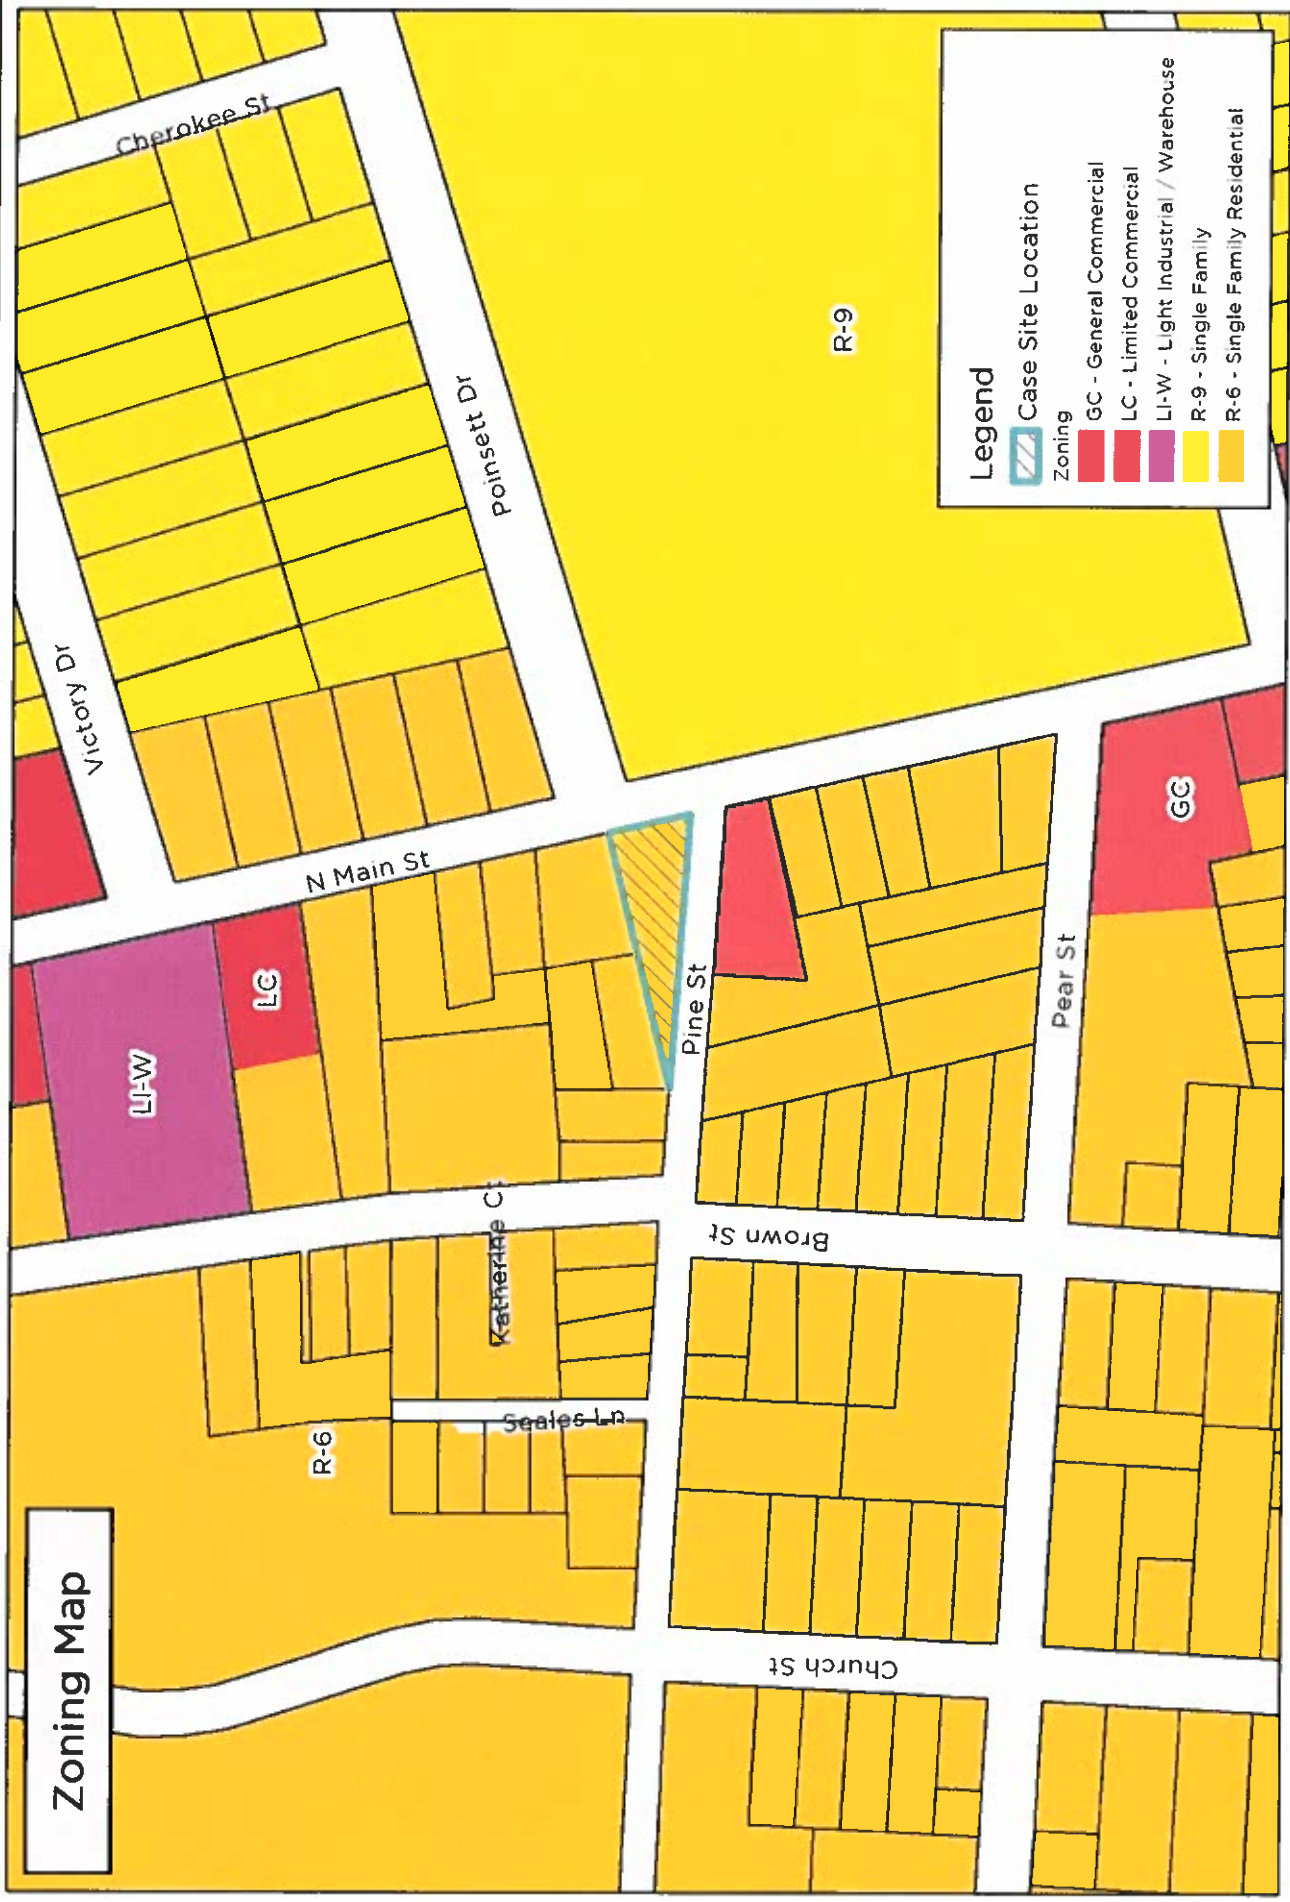 Zoning Map
Cherokee St
Victory Dr
Poinsett Dr
N Main St
R-9
LI-W
LC
GC
Pine St
Pear St
Katherine Ct
Brown St
Seales Ln
R-6
Church St
Legend
Case Site Location
Zoning
GC - General Commercial
LC - Limited Commercial
LI-W - Light Industrial / Warehouse
R-9 - Single Family
R-6 - Single Family Residential